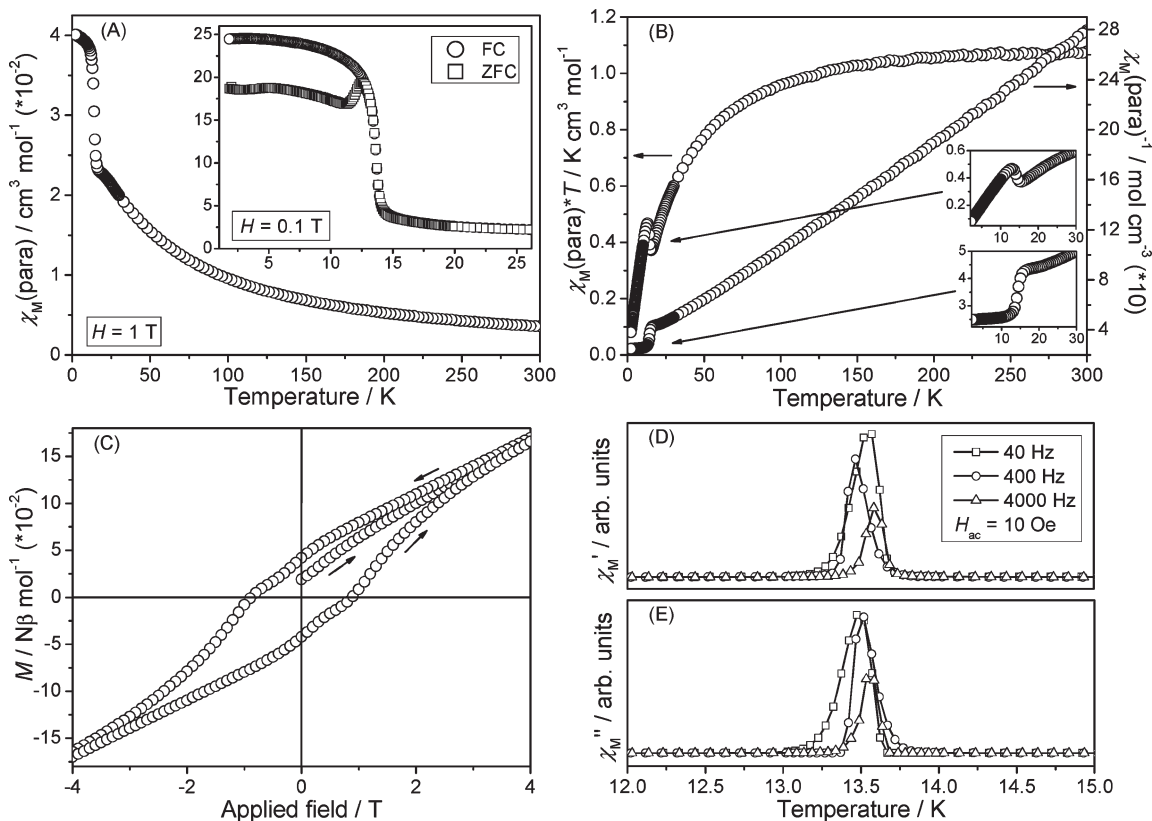 (A)
χM(para) / cm3 mol-1 (*10-2)
4
3
2
1
0
0 50 100 150 200 250 300
Temperature / K
H = 1 T
25
20
15
10
5
0
5 10 15 20 25
FC
ZFC
H = 0.1 T
(B)
χM(para)*T / K cm3 mol-1
1.2
1.0
0.8
0.6
0.4
0.2
0.0
0 50 100 150 200 250 300
Temperature / K
28
24
20
16
12
8
4
χM(para)-1 / mol cm-3 (*10)
0.6
0.4
0.2
10 20 30
5
4
3
10 20 30
(C)
M / Nβ mol-1 (*10-2)
15
10
5
0
-5
-10
-15
-4 -2 0 2 4
Applied field / T
(D)
χM' / arb. units
40 Hz
400 Hz
4000 Hz
Hac = 10 Oe
(E)
χM'' / arb. units
12.0 12.5 13.0 13.5 14.0 14.5 15.0
Temperature / K